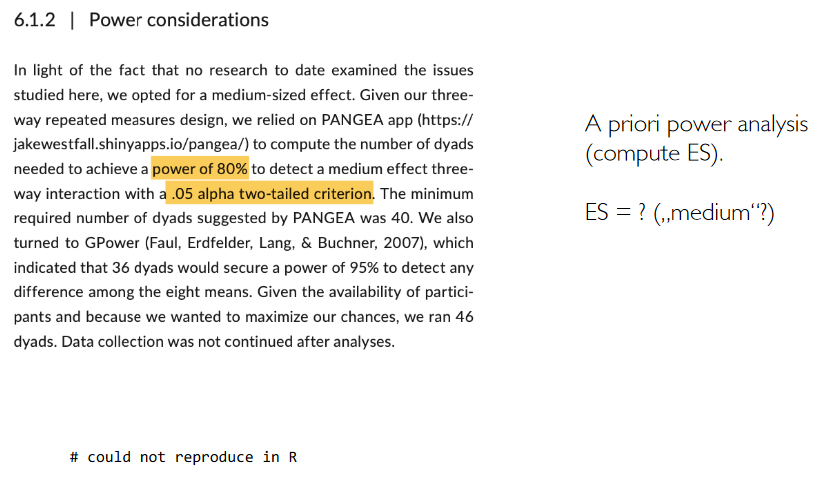 6.1.2 | Power considerations
In light of the fact that no research to date examined the issues
studied here, we opted for a medium-sized effect. Given our three-
way repeated measures design, we relied on PANGEA app (https://
jakewestfall.shinyapps.io/pangea/) to compute the number of dyads
needed to achieve a power of 80% to detect a medium effect three-
way interaction with a .05 alpha two-tailed criterion. The minimum
required number of dyads suggested by PANGEA was 40. We also
turned to GPower (Faul, Erdfelder, Lang, & Buchner, 2007), which
indicated that 36 dyads would secure a power of 95% to detect any
difference among the eight means. Given the availability of partici-
pants and because we wanted to maximize our chances, we ran 46
dyads. Data collection was not continued after analyses.
A priori power analysis
(compute ES).
ES = ? („medium“?)
# could not reproduce in R